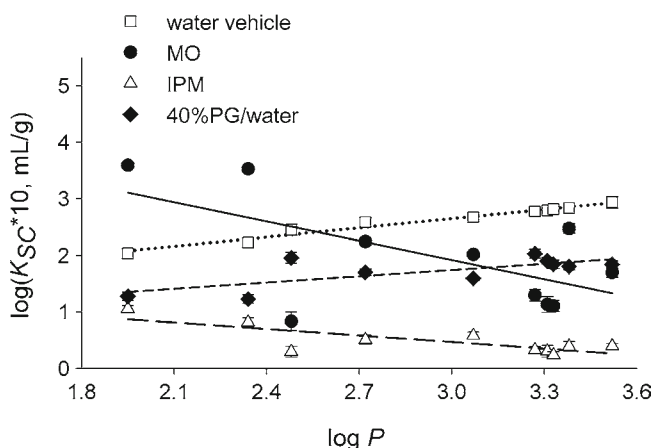 water vehicle
MO
IPM
40%PG/water
log(K_SC*10, mL/g)
5
4
3
2
1
0
1.8 2.1 2.4 2.7 3.0 3.3 3.6
log P